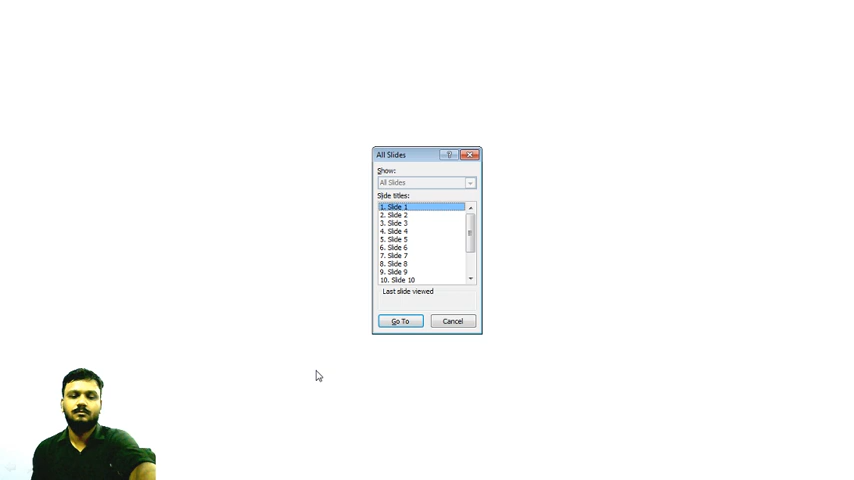 All Slides
Show:
All Slides
Slide titles:
1. Slide 1
2. Slide 2
3. Slide 3
4. Slide 4
5. Slide 5
6. Slide 6
7. Slide 7
8. Slide 8
9. Slide 9
10. Slide 10
Last slide viewed
Go To
Cancel